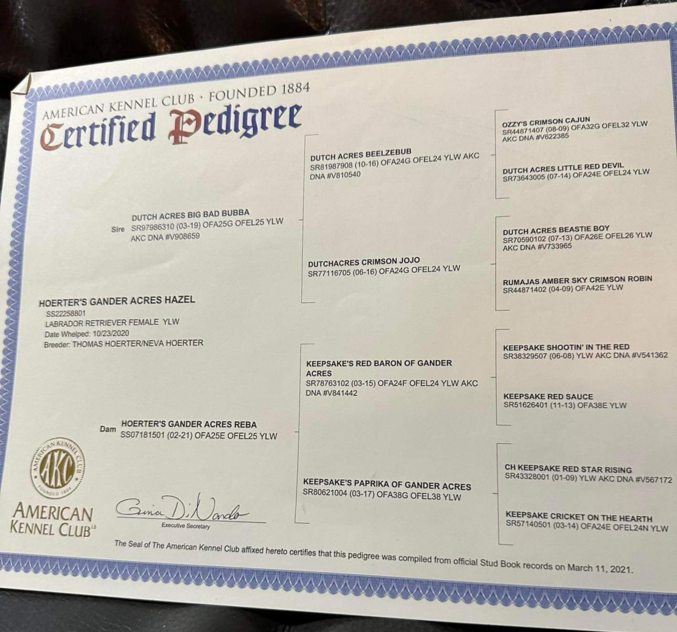 AMERICAN KENNEL CLUB · FOUNDED 1884
Certified Pedigree
OZZY'S CRIMSON CAJUN
SR44871407 (08-09) OFA32G OFEL32 YLW
AKC DNA #V622385
DUTCH ACRES BEELZEBUB
SR81987908 (10-16) OFA24G OFEL24 YLW AKC
DNA #V810540
DUTCH ACRES LITTLE RED DEVIL
SR73643005 (07-14) OFA24E OFEL24 YLW
Sire
DUTCH ACRES BIG BAD BUBBA
SR97986310 (03-19) OFA25G OFEL25 YLW
AKC DNA #V908659
DUTCH ACRES BEASTIE BOY
SR70590102 (07-13) OFA26E OFEL26 YLW
AKC DNA #V733965
DUTCHACRES CRIMSON JOJO
SR77116705 (06-16) OFA24G OFEL24 YLW
RUMAJAS AMBER SKY CRIMSON ROBIN
SR44871402 (04-09) OFA42E YLW
HOERTER'S GANDER ACRES HAZEL
SS22258801
LABRADOR RETRIEVER FEMALE YLW
Date Whelped: 10/23/2020
Breeder: THOMAS HOERTER/NEVA HOERTER
KEEPSAKE SHOOTIN' IN THE RED
SR38329507 (06-08) YLW AKC DNA #V541362
KEEPSAKE'S RED BARON OF GANDER
ACRES
SR78763102 (03-15) OFA24F OFEL24 YLW AKC
DNA #V841442
KEEPSAKE RED SAUCE
SR51626401 (11-13) OFA38E YLW
Dam
HOERTER'S GANDER ACRES REBA
SS07181501 (02-21) OFA25E OFEL25 YLW
CH KEEPSAKE RED STAR RISING
SR43328001 (01-09) YLW AKC DNA #V567172
KEEPSAKE'S PAPRIKA OF GANDER ACRES
SR80621004 (03-17) OFA38G OFEL38 YLW
KEEPSAKE CRICKET ON THE HEARTH
SR57140501 (03-14) OFA24E OFEL24N YLW
AKC
AMERICAN
KENNEL CLUB
Gina DiNardo
Executive Secretary
The Seal of The American Kennel Club affixed hereto certifies that this pedigree was compiled from official Stud Book records on March 11, 2021.